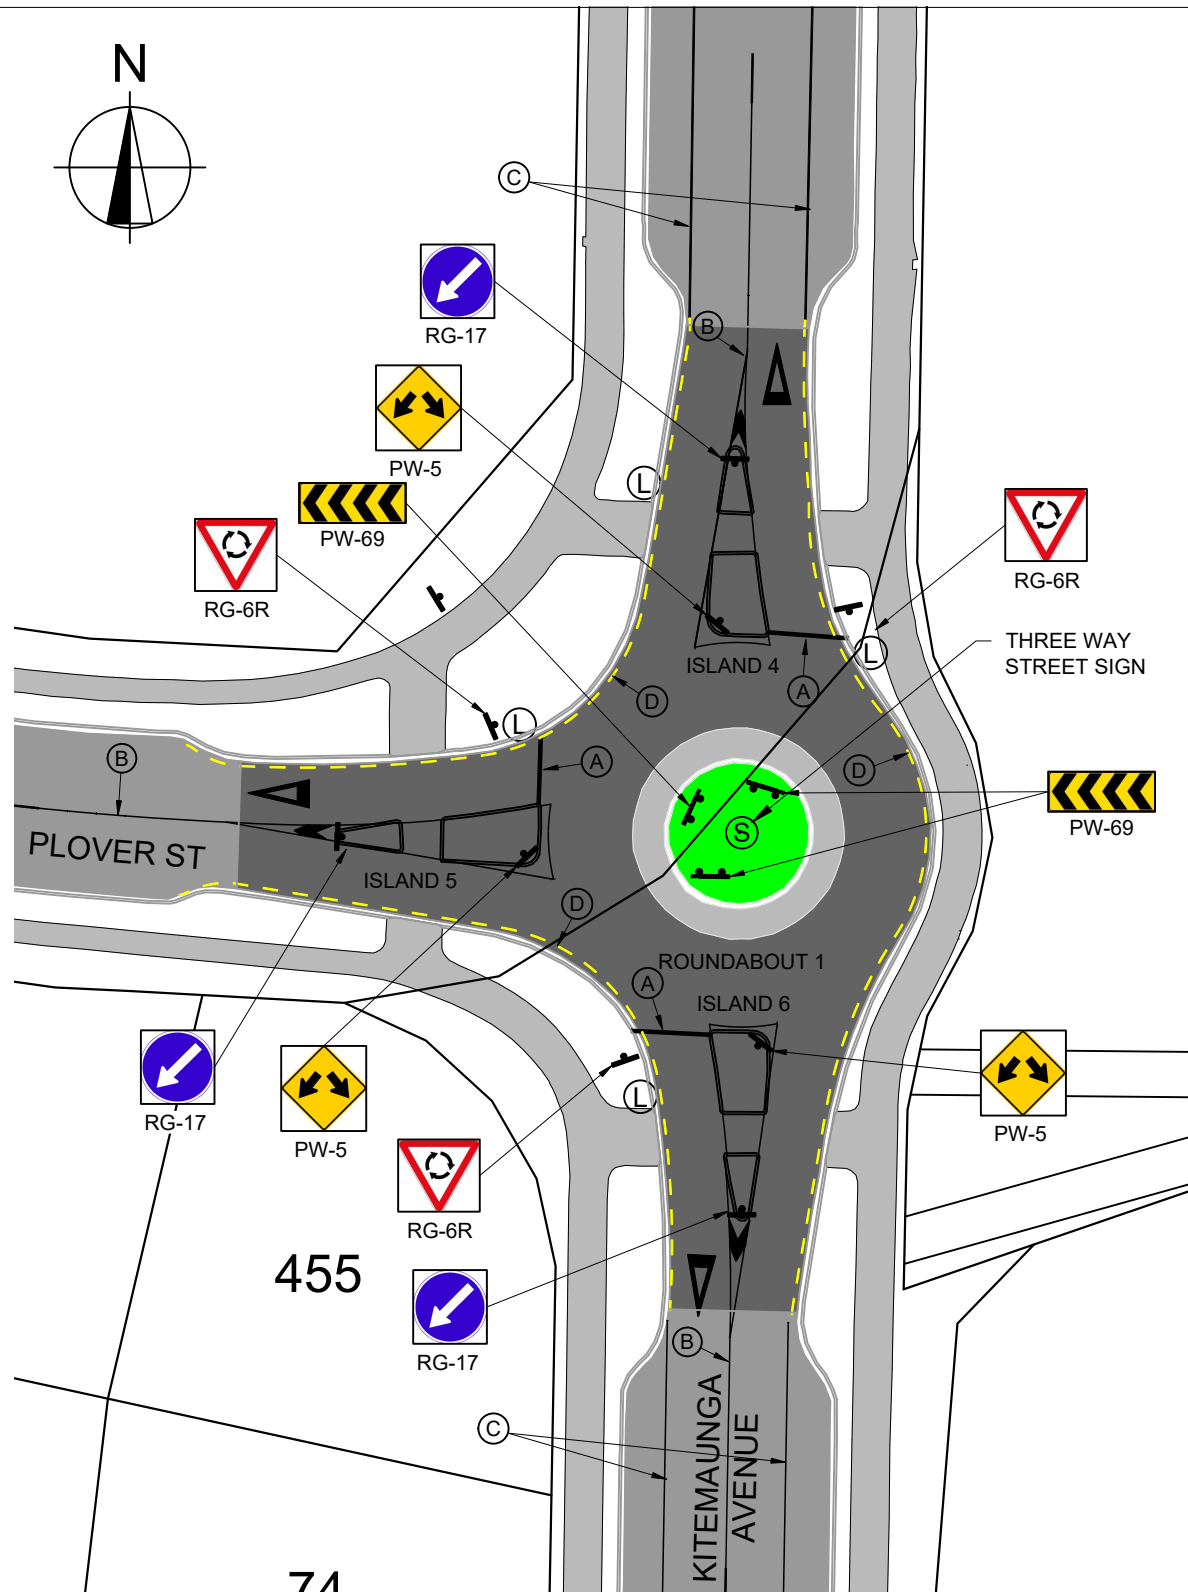 N
C
B
RG-17
PW-5
L
PW-69
RG-6R
RG-6R
THREE WAY
STREET SIGN
ISLAND 4
A
D
L
L
B
A
D
S
PW-69
PLOVER ST
ISLAND 5
D
ROUNDABOUT 1
A
ISLAND 6
L
RG-17
PW-5
PW-5
RG-6R
455
RG-17
B
C
KITEMAUNGA
AVENUE
74